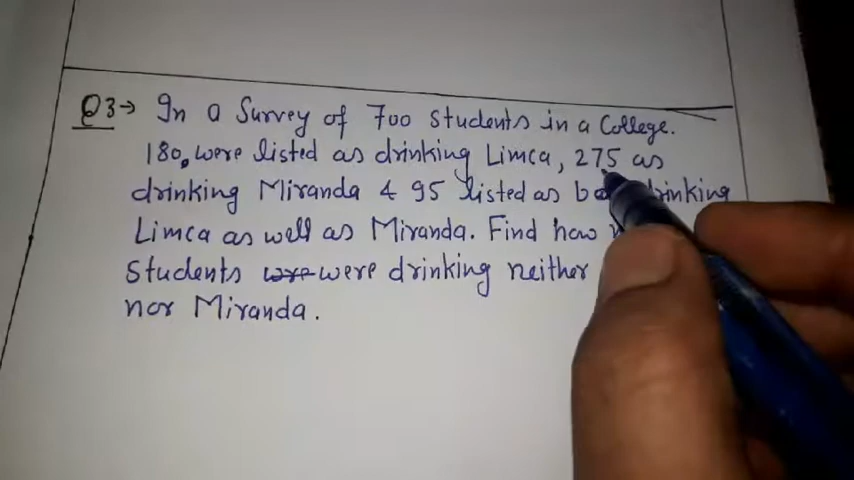 Q3→ In a Survey of 700 students in a College.
180, were listed as drinking Limca, 275 as
drinking Miranda & 95 listed as drinking
Limca as well as Miranda. Find how
students were drinking neither
nor Miranda.